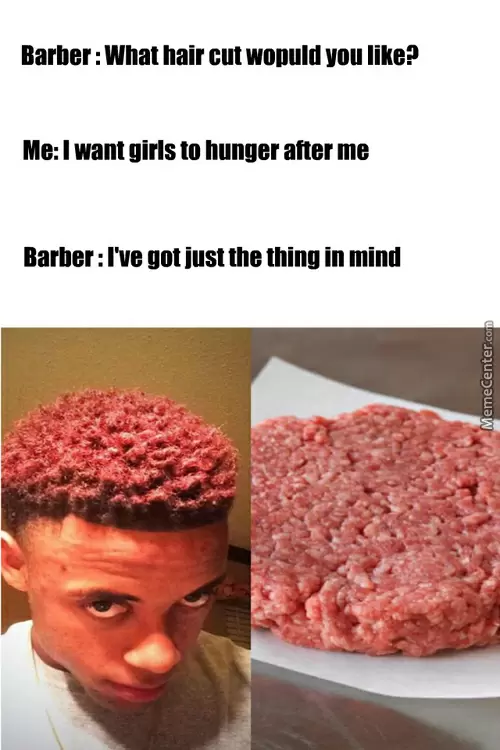 Barber : What hair cut wopuld you like?
Me: I want girls to hunger after me
Barber : I've got just the thing in mind
MemeCenter.com